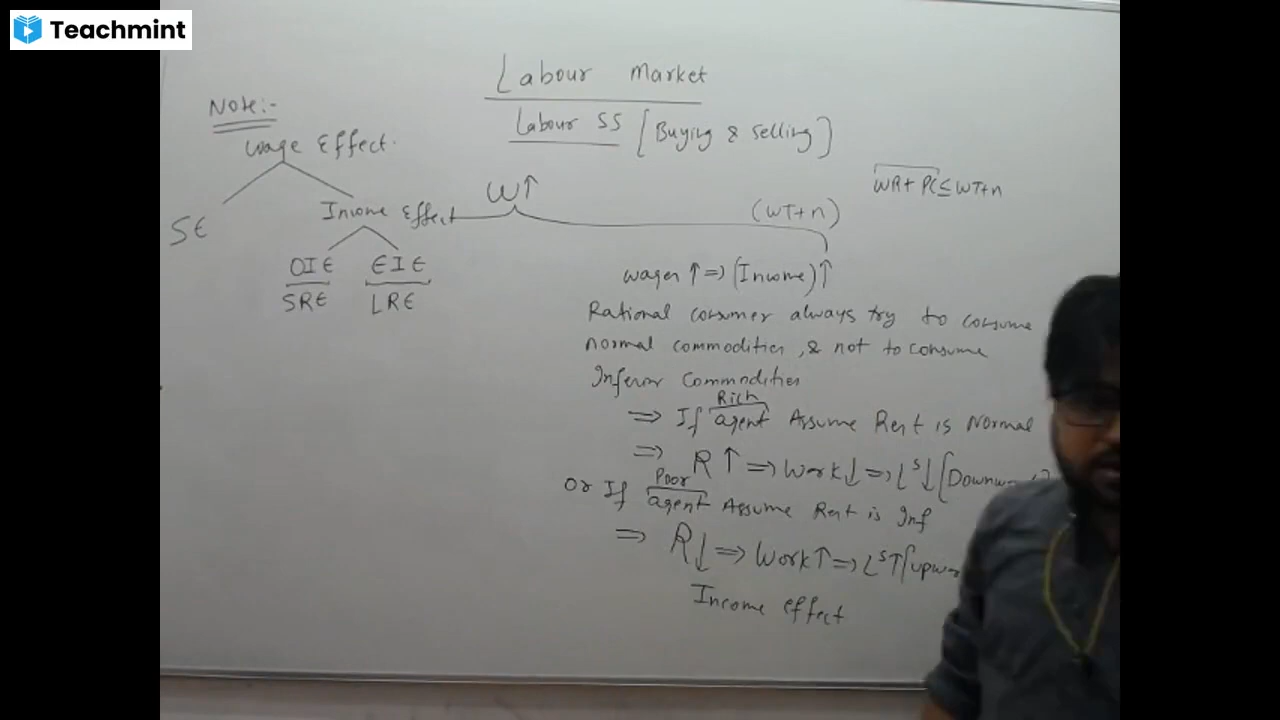 Teachmint
Labour Market
Labour SS [Buying & Selling]
Note:-
Wage Effect.
SE
Income Effect
OIE EIE
SRE LRE
W↑
(WT+n)
WR + PC ≤ WT+n
wages ↑ => (Income) ↑
Rational consumer always try to consume
normal commodities, & not to consume
Inferior Commodities
Rich
=> If agent Assume Rest is Normal
=> R ↑ => Work ↓ => L^S ↓ [Downw
Poor
Or If agent Assume Rest is Inf
=> R ↓ => Work ↑ => L^S ↑ [upwar
Income effect